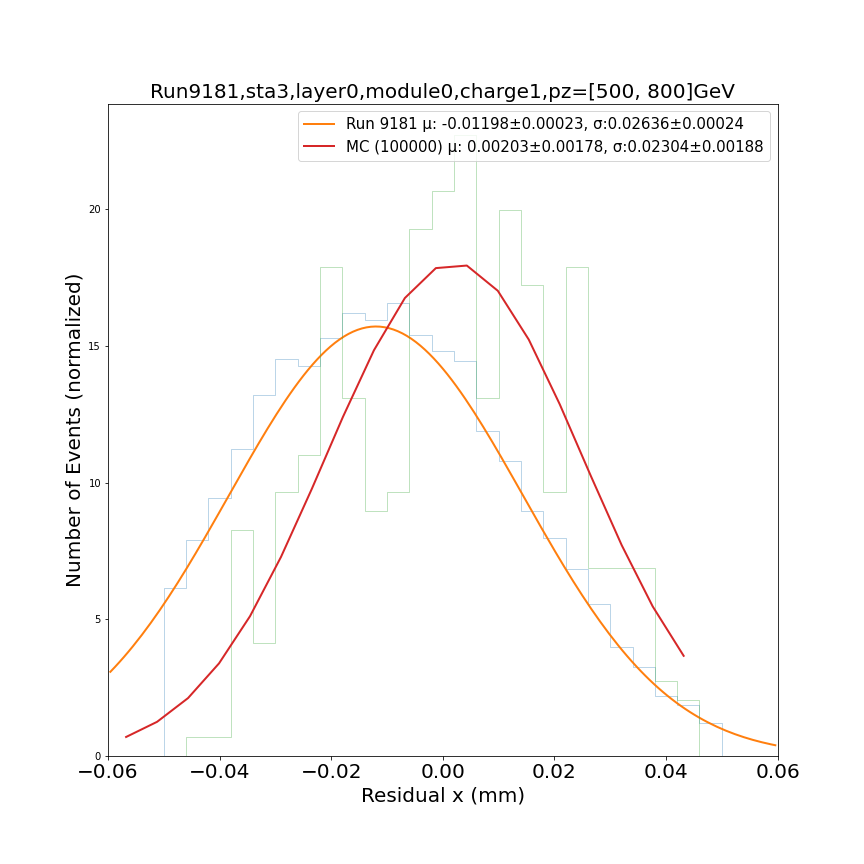 Run9181,sta3,layer0,module0,charge1,pz=[500, 800]GeV
Run 9181 μ: -0.01198±0.00023, σ:0.02636±0.00024
MC (100000) μ: 0.00203±0.00178, σ:0.02304±0.00188
Number of Events (normalized)
20
15
10
5
0
−0.06
−0.04
−0.02
0.00
0.02
0.04
0.06
Residual x (mm)